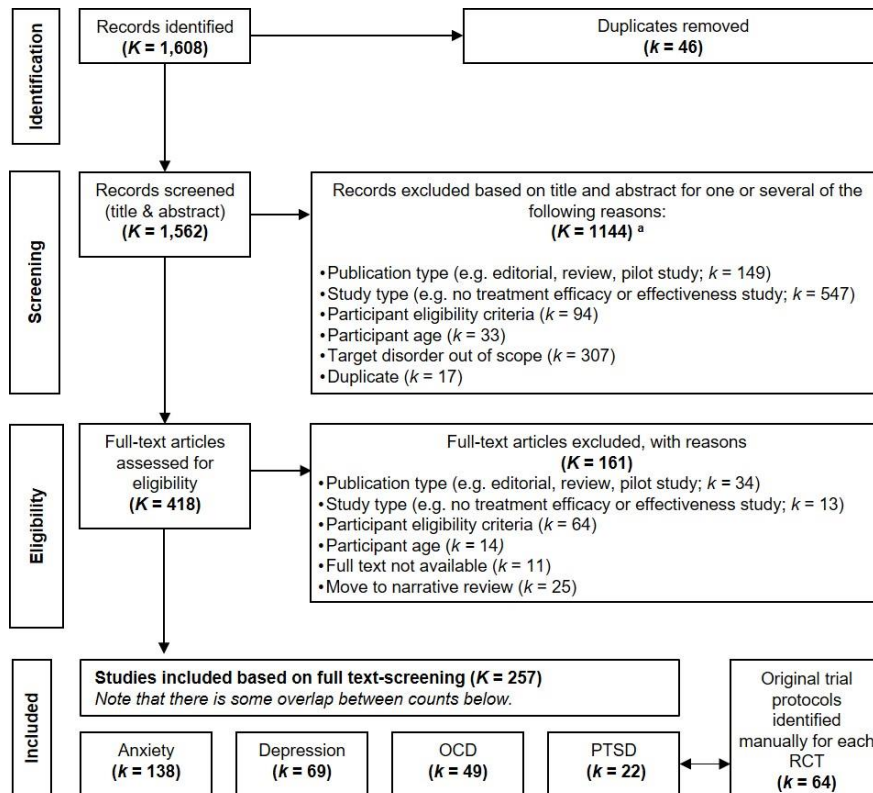 Identification
Records identified
(K = 1,608)
Duplicates removed
(k = 46)
Screening
Records screened
(title & abstract)
(K = 1,562)
Records excluded based on title and abstract for one or several of the
following reasons:
(K = 1144) a
•Publication type (e.g. editorial, review, pilot study; k = 149)
•Study type (e.g. no treatment efficacy or effectiveness study; k = 547)
•Participant eligibility criteria (k = 94)
•Participant age (k = 33)
•Target disorder out of scope (k = 307)
•Duplicate (k = 17)
Eligibility
Full-text articles
assessed for
eligibility
(K = 418)
Full-text articles excluded, with reasons
(K = 161)
•Publication type (e.g. editorial, review, pilot study; k = 34)
•Study type (e.g. no treatment efficacy or effectiveness study; k = 13)
•Participant eligibility criteria (k = 64)
•Participant age (k = 14)
•Full text not available (k = 11)
•Move to narrative review (k = 25)
Included
Studies included based on full text-screening (K = 257)
Note that there is some overlap between counts below.
Anxiety
(k = 138)
Depression
(k = 69)
OCD
(k = 49)
PTSD
(k = 22)
Original trial
protocols
identified
manually for each
RCT
(k = 64)